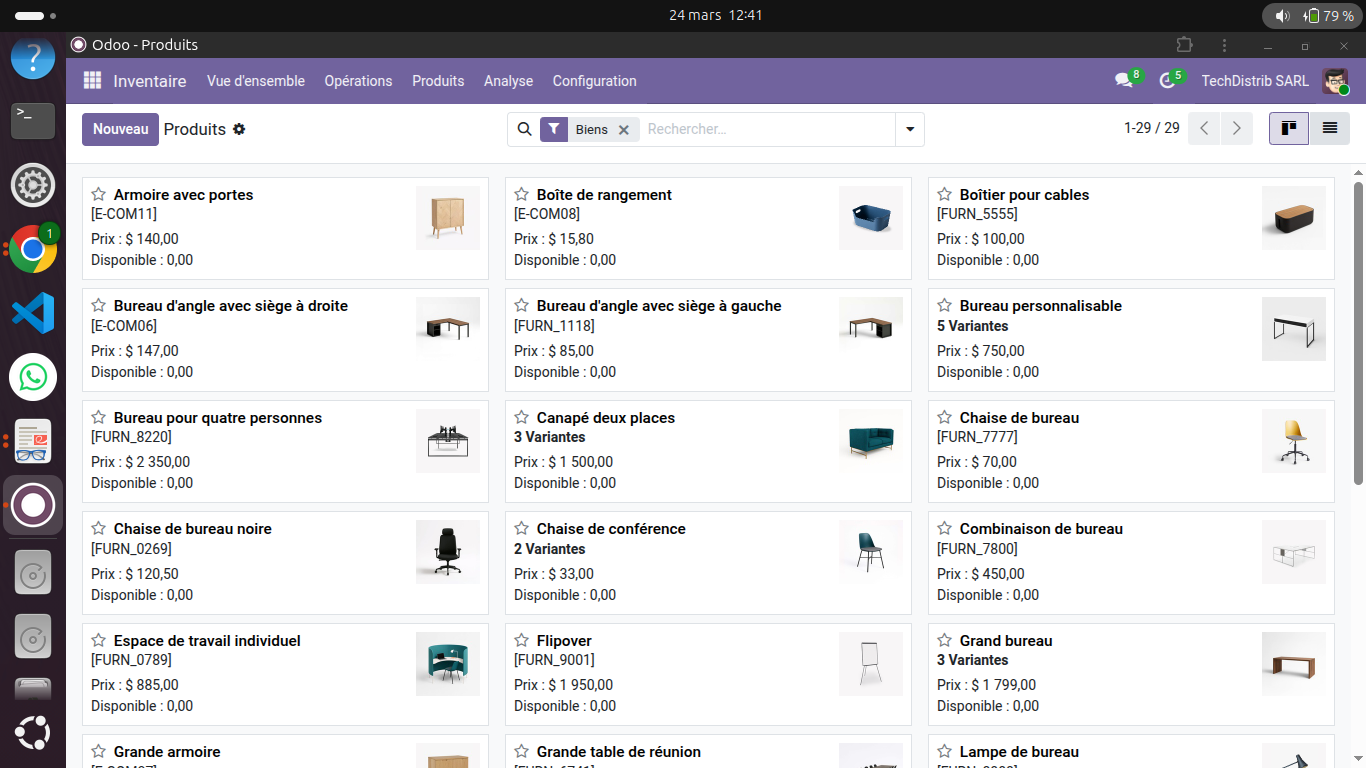 24 mars 12:41
79 %
Odoo - Produits
Inventaire Vue d'ensemble Opérations Produits Analyse Configuration 8 5 TechDistrib SARL
Nouveau Produits Biens Rechercher... 1-29 / 29
1
Armoire avec portes
[E-COM11]
Prix : $ 140,00
Disponible : 0,00
Boîte de rangement
[E-COM08]
Prix : $ 15,80
Disponible : 0,00
Boîtier pour cables
[FURN_5555]
Prix : $ 100,00
Disponible : 0,00
Bureau d'angle avec siège à droite
[E-COM06]
Prix : $ 147,00
Disponible : 0,00
Bureau d'angle avec siège à gauche
[FURN_1118]
Prix : $ 85,00
Disponible : 0,00
Bureau personnalisable
5 Variantes
Prix : $ 750,00
Disponible : 0,00
Bureau pour quatre personnes
[FURN_8220]
Prix : $ 2 350,00
Disponible : 0,00
Canapé deux places
3 Variantes
Prix : $ 1 500,00
Disponible : 0,00
Chaise de bureau
[FURN_7777]
Prix : $ 70,00
Disponible : 0,00
Chaise de bureau noire
[FURN_0269]
Prix : $ 120,50
Disponible : 0,00
Chaise de conférence
2 Variantes
Prix : $ 33,00
Disponible : 0,00
Combinaison de bureau
[FURN_7800]
Prix : $ 450,00
Disponible : 0,00
Espace de travail individuel
[FURN_0789]
Prix : $ 885,00
Disponible : 0,00
Flipover
[FURN_9001]
Prix : $ 1 950,00
Disponible : 0,00
Grand bureau
3 Variantes
Prix : $ 1 799,00
Disponible : 0,00
Grande armoire
Grande table de réunion
Lampe de bureau